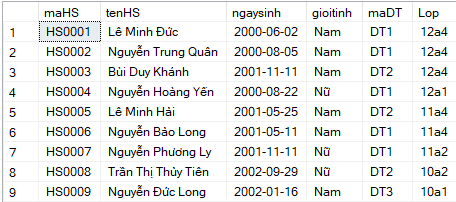 maHS tenHS ngaysinh gioitinh maDT Lop
1 HS0001 Lê Minh Đức 2000-06-02 Nam DT1 12a4
2 HS0002 Nguyễn Trung Quân 2000-08-05 Nam DT1 12a4
3 HS0003 Bùi Duy Khánh 2001-11-11 Nam DT2 12a4
4 HS0004 Nguyễn Hoàng Yến 2000-08-22 Nữ DT1 12a1
5 HS0005 Lê Minh Hải 2001-05-25 Nam DT2 11a4
6 HS0006 Nguyễn Bảo Long 2001-05-11 Nam DT1 11a4
7 HS0007 Nguyễn Phương Ly 2001-11-11 Nữ DT1 11a2
8 HS0008 Trần Thị Thủy Tiên 2002-09-29 Nữ DT2 10a2
9 HS0009 Nguyễn Đức Long 2002-01-16 Nam DT3 10a1